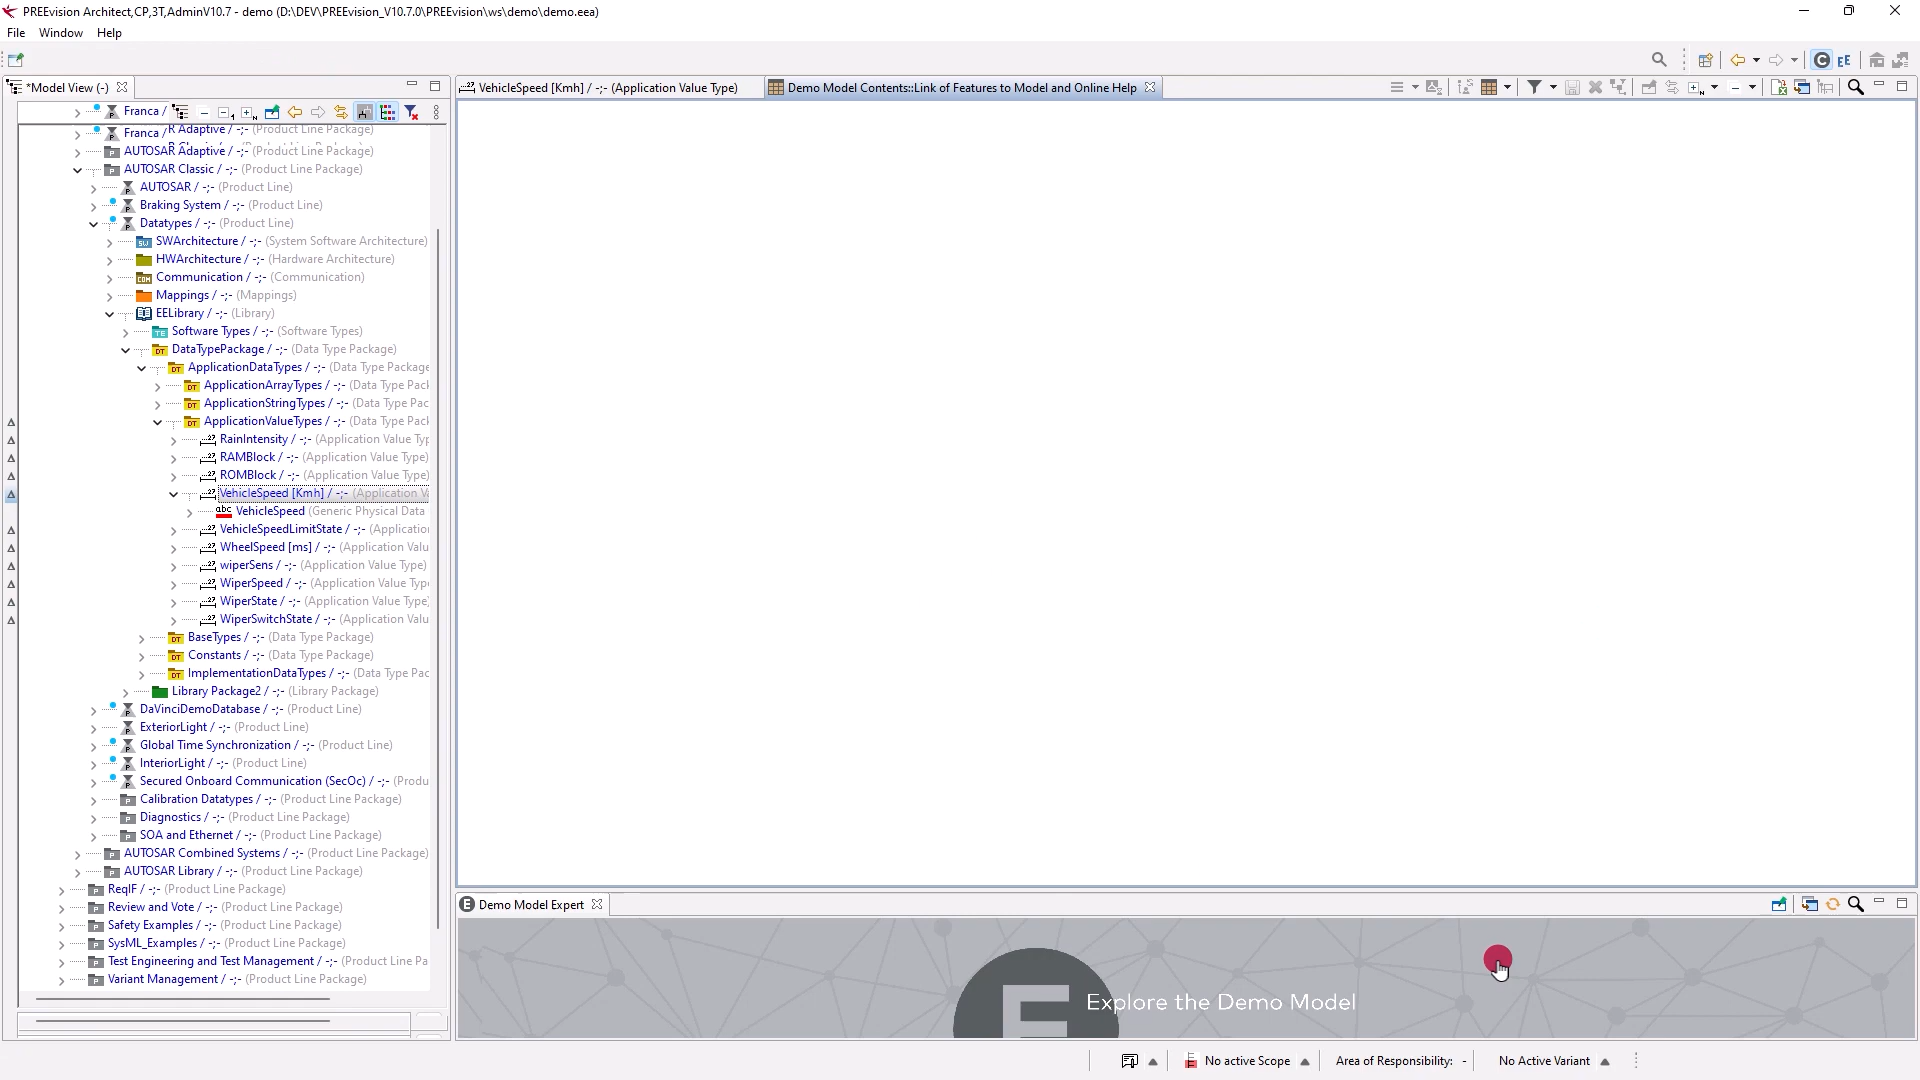 PREEvision Architect,CP,3T,AdminV10.7 - demo (D:\DEV\PREEvision_V10.7.0\PREEvision\ws\demo\demo.eea)
File Window Help
*Model View (-)
VehicleSpeed [Kmh] / -;- (Application Value Type)
Demo Model Contents::Link of Features to Model and Online Help
Franca /
Franca /
R Adaptive / -;- (Product Line Package)
AUTOSAR Adaptive / -;- (Product Line Package)
AUTOSAR Classic / -;- (Product Line Package)
AUTOSAR / -;- (Product Line)
Braking System / -;- (Product Line)
Datatypes / -;- (Product Line)
SWArchitecture / -;- (System Software Architecture)
HWArchitecture / -;- (Hardware Architecture)
Communication / -;- (Communication)
Mappings / -;- (Mappings)
EELibrary / -;- (Library)
Software Types / -;- (Software Types)
DataTypePackage / -;- (Data Type Package)
ApplicationDataTypes / -;- (Data Type Package
ApplicationArrayTypes / -;- (Data Type Pack
ApplicationStringTypes / -;- (Data Type Pac
ApplicationValueTypes / -;- (Data Type Pack
RainIntensity / -;- (Application Value Typ
RAMBlock / -;- (Application Value Type)
ROMBlock / -;- (Application Value Type)
VehicleSpeed [Kmh] / -;- (Application V
VehicleSpeed (Generic Physical Data
VehicleSpeedLimitState / -;- (Applicatio
WheelSpeed [ms] / -;- (Application Valu
wiperSens / -;- (Application Value Type)
WiperSpeed / -;- (Application Value Type
WiperState / -;- (Application Value Type)
WiperSwitchState / -;- (Application Valu
BaseTypes / -;- (Data Type Package)
Constants / -;- (Data Type Package)
ImplementationDataTypes / -;- (Data Type Pac
Library Package2 / -;- (Library Package)
DaVinciDemoDatabase / -;- (Product Line)
ExteriorLight / -;- (Product Line)
Global Time Synchronization / -;- (Product Line)
InteriorLight / -;- (Product Line)
Secured Onboard Communication (SecOc) / -;- (Produ
Calibration Datatypes / -;- (Product Line Package)
Diagnostics / -;- (Product Line Package)
SOA and Ethernet / -;- (Product Line Package)
AUTOSAR Combined Systems / -;- (Product Line Package)
AUTOSAR Library / -;- (Product Line Package)
ReqIF / -;- (Product Line Package)
Review and Vote / -;- (Product Line Package)
Safety Examples / -;- (Product Line Package)
SysML_Examples / -;- (Product Line Package)
Test Engineering and Test Management / -;- (Product Line Pa
Variant Management / -;- (Product Line Package)
Demo Model Expert
E Explore the Demo Model
No active Scope
Area of Responsibility: -
No Active Variant